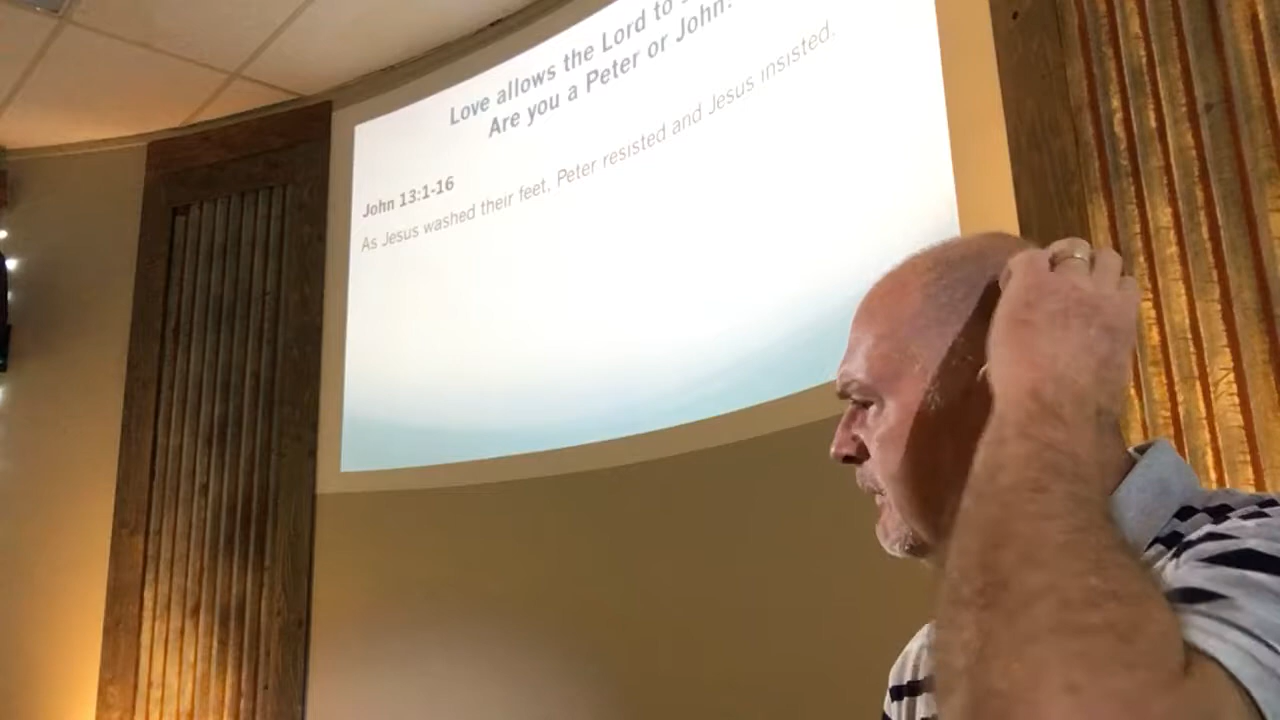 Love allows the Lord to
Are you a Peter or John?
John 13:1-16
As Jesus washed their feet, Peter resisted and Jesus insisted.